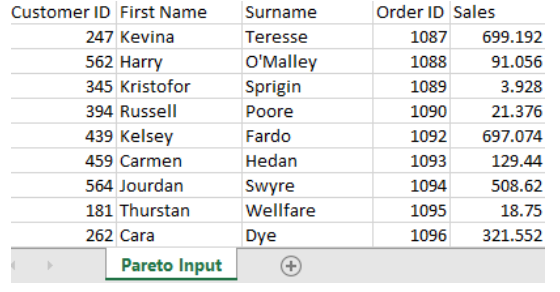 Customer ID First Name Surname Order ID Sales
247 Kevina Teresse 1087 699.192
562 Harry O'Malley 1088 91.056
345 Kristofor Sprigin 1089 3.928
394 Russell Poore 1090 21.376
439 Kelsey Fardo 1092 697.074
459 Carmen Hedan 1093 129.44
564 Jourdan Swyre 1094 508.62
181 Thurstan Wellfare 1095 18.75
262 Cara Dye 1096 321.552
Pareto Input